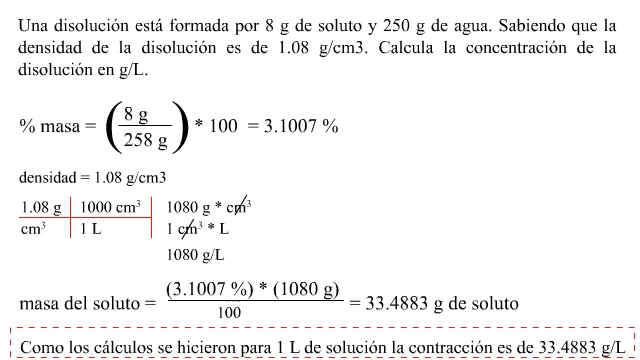 Una disolución está formada por 8 g de soluto y 250 g de agua. Sabiendo que la
densidad de la disolución es de 1.08 g/cm3. Calcula la concentración de la
disolución en g/L.
% masa = (8 g / 258 g) * 100 = 3.1007 %
densidad = 1.08 g/cm3
1.08 g | 1000 cm³ | 1080 g * cm³
cm³ | 1 L | 1 cm³ * L
1080 g/L
masa del soluto = (3.1007 %) * (1080 g) / 100 = 33.4883 g de soluto
Como los cálculos se hicieron para 1 L de solución la contracción es de 33.4883 g/L